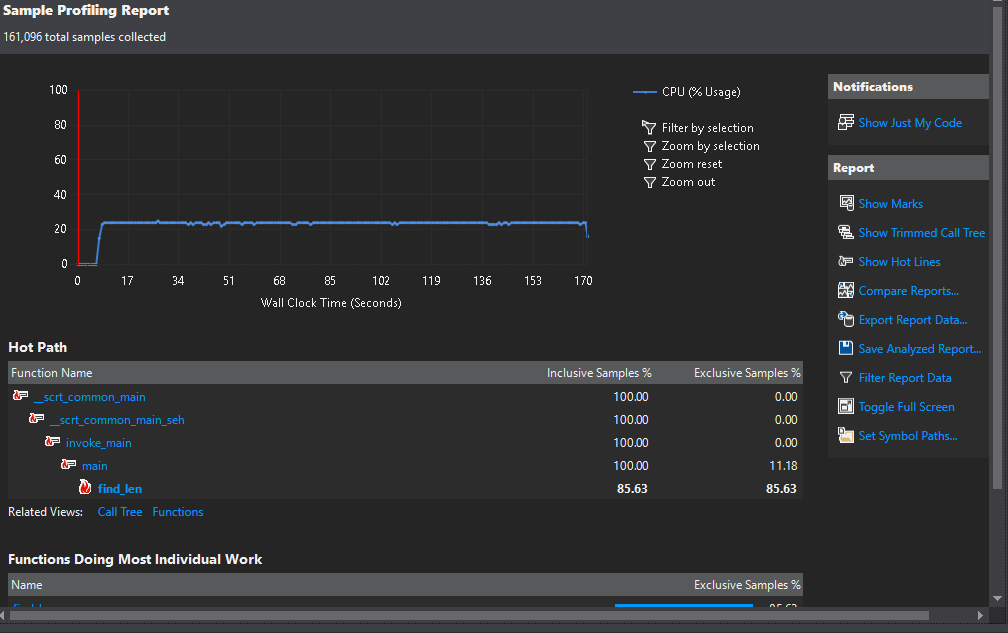 Sample Profiling Report
161,096 total samples collected
100
80
60
40
20
0
0 17 34 51 68 85 102 119 136 153 170
Wall Clock Time (Seconds)
CPU (% Usage)
Filter by selection
Zoom by selection
Zoom reset
Zoom out
Hot Path
Function Name Inclusive Samples % Exclusive Samples %
__scrt_common_main 100.00 0.00
__scrt_common_main_seh 100.00 0.00
invoke_main 100.00 0.00
main 100.00 11.18
find_len 85.63 85.63
Related Views: Call Tree Functions
Functions Doing Most Individual Work
Name Exclusive Samples %
85.63
Notifications
Show Just My Code
Report
Show Marks
Show Trimmed Call Tree
Show Hot Lines
Compare Reports...
Export Report Data...
Save Analyzed Report...
Filter Report Data
Toggle Full Screen
Set Symbol Paths...